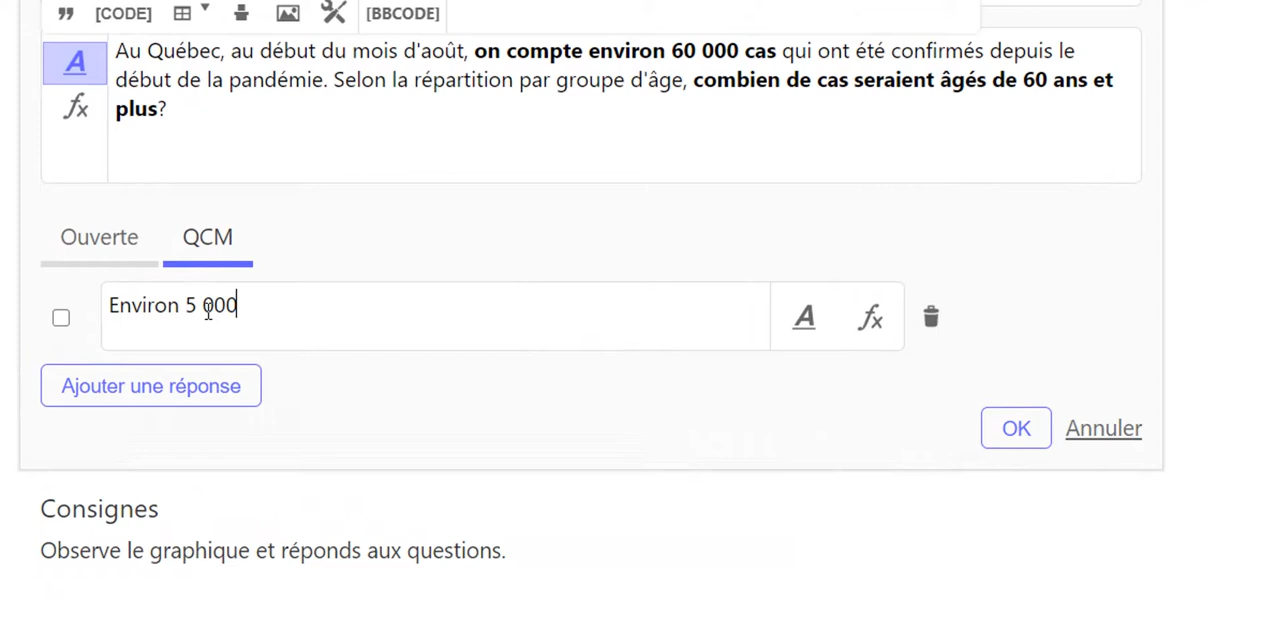 [CODE] [BBCODE]
A Au Québec, au début du mois d'août, on compte environ 60 000 cas qui ont été confirmés depuis le
fx début de la pandémie. Selon la répartition par groupe d'âge, combien de cas seraient âgés de 60 ans et
plus?
Ouverte QCM
Environ 5 000 A fx
Ajouter une réponse
OK Annuler
Consignes
Observe le graphique et réponds aux questions.